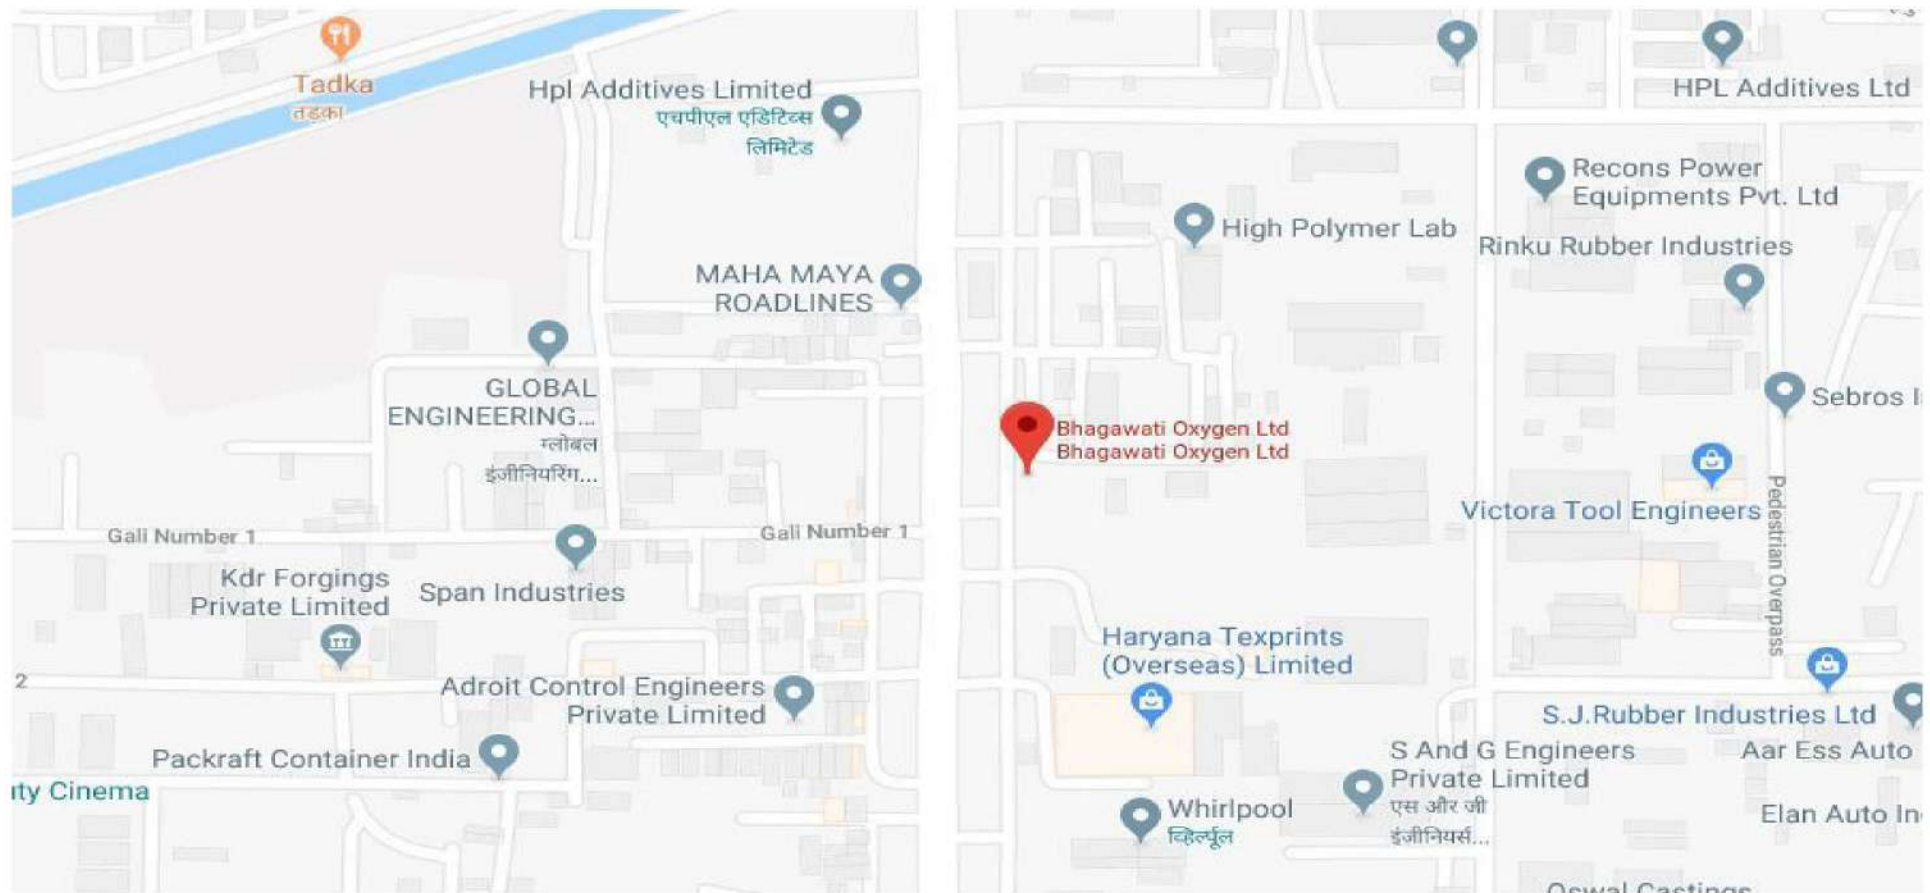 Tadka
तड़का
Hpl Additives Limited
एचपीएल एडिटिव्स
लिमिटेड
MAHA MAYA
ROADLINES
GLOBAL
ENGINEERING...
ग्लोबल
इंजीनियरिंग...
Gali Number 1
Gali Number 1
Kdr Forgings
Private Limited
Span Industries
2
Adroit Control Engineers
Private Limited
Packraft Container India
ity Cinema
HPL Additives Ltd
Recons Power
Equipments Pvt. Ltd
High Polymer Lab
Rinku Rubber Industries
Sebros I
Bhagawati Oxygen Ltd
Bhagawati Oxygen Ltd
Victora Tool Engineers
Pedestrian Overpass
Haryana Texprints
(Overseas) Limited
S.J.Rubber Industries Ltd
S And G Engineers
Private Limited
एस और जी
इंजीनियर्स...
Aar Ess Auto
Whirlpool
व्हिर्ल्पूल
Elan Auto In
Oswal Castings